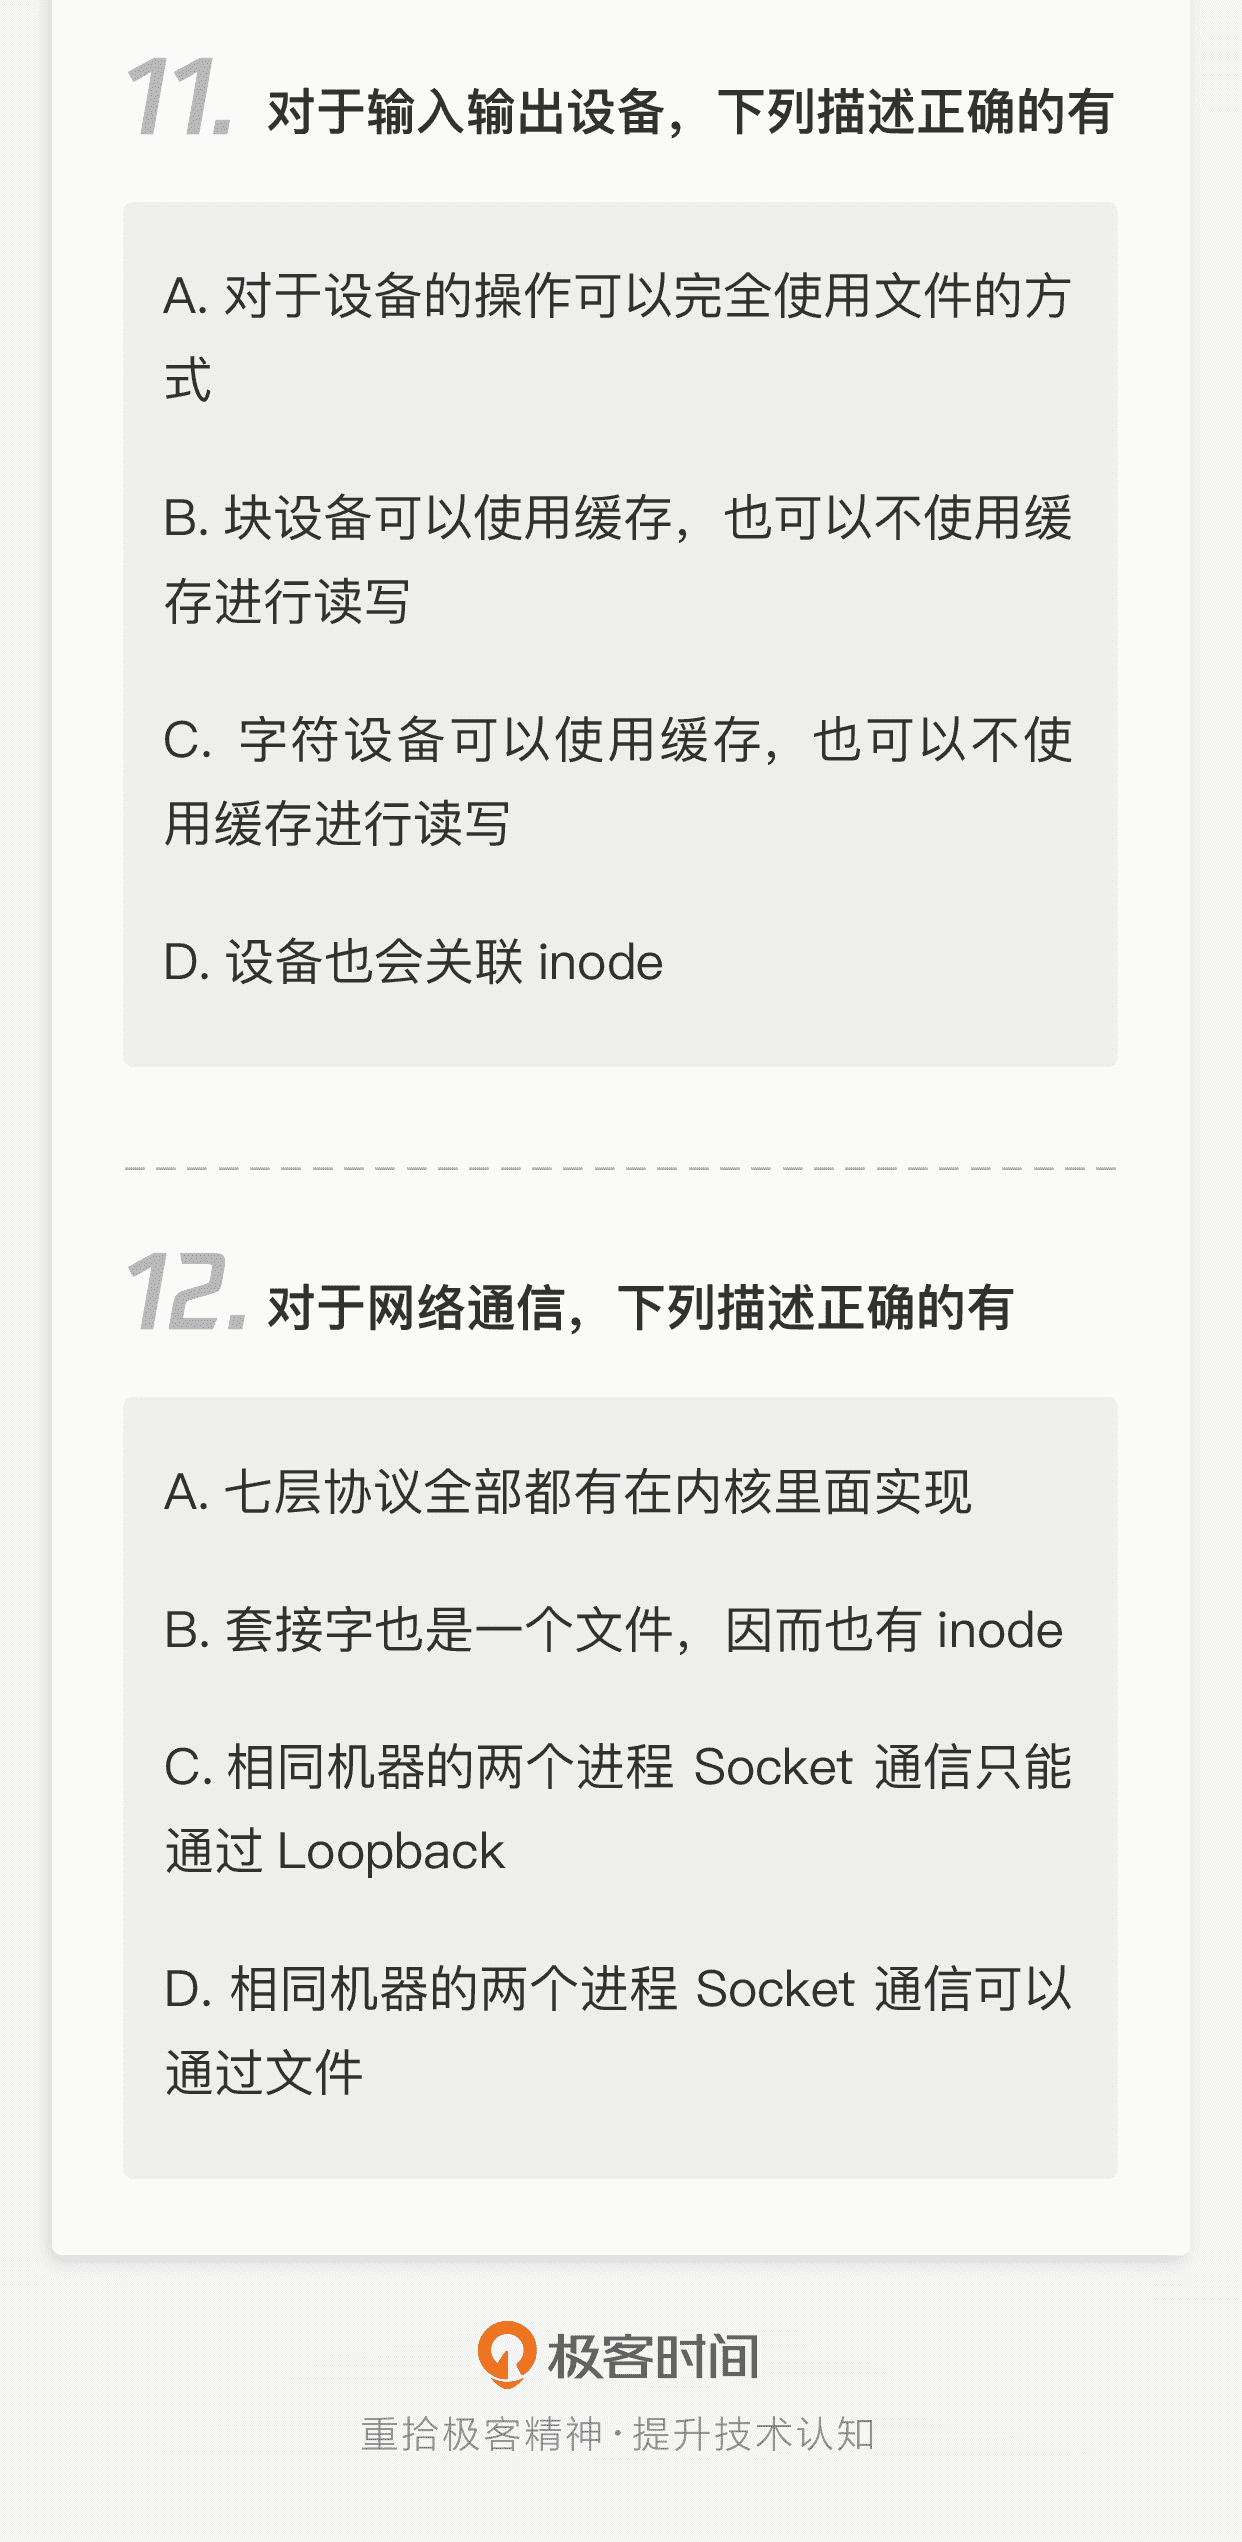 11. 对于输入输出设备，下列描述正确的有
A. 对于设备的操作可以完全使用文件的方
式
B. 块设备可以使用缓存，也可以不使用缓
存进行读写
C. 字符设备可以使用缓存，也可以不使
用缓存进行读写
D. 设备也会关联 inode
12. 对于网络通信，下列描述正确的有
A. 七层协议全部都有在内核里面实现
B. 套接字也是一个文件，因而也有 inode
C. 相同机器的两个进程 Socket 通信只能
通过 Loopback
D. 相同机器的两个进程 Socket 通信可以
通过文件
极客时间
重拾极客精神·提升技术认知